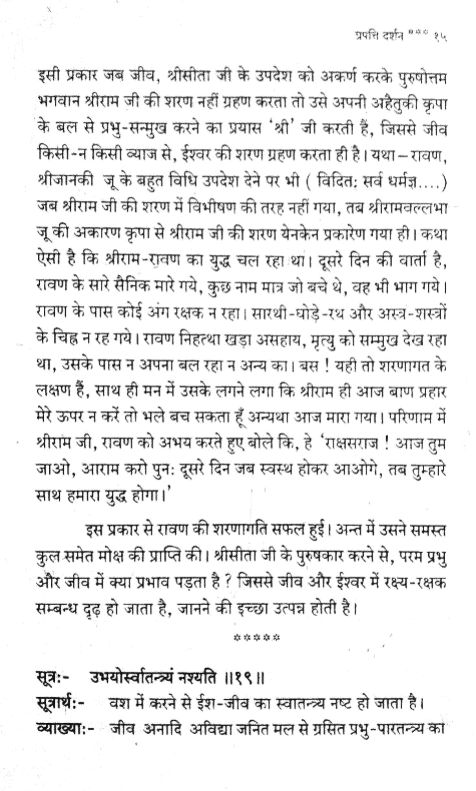 प्रपत्ति दर्शन *** १५
इसी प्रकार जब जीव, श्रीसीता जी के उपदेश को अकर्ण करके पुरुषोत्तम
भगवान श्रीराम जी की शरण नहीं ग्रहण करता तो उसे अपनी अहैतुकी कृपा
के बल से प्रभु-सन्मुख करने का प्रयास ‘श्री’ जी करती हैं, जिससे जीव
किसी-न किसी व्याज से, ईश्वर की शरण ग्रहण करता ही है। यथा – रावण,
श्रीजानकी जू के बहुत विधि उपदेश देने पर भी ( विदित: सर्व धर्मज्ञ....)
जब श्रीराम जी की शरण में विभीषण की तरह नहीं गया, तब श्रीरामवल्लभा
जू की अकारण कृपा से श्रीराम जी की शरण येनकेन प्रकारेण गया ही। कथा
ऐसी है कि श्रीराम-रावण का युद्ध चल रहा था। दूसरे दिन की वार्ता है,
रावण के सारे सैनिक मारे गये, कुछ नाम मात्र जो बचे थे, वह भी भाग गये।
रावण के पास कोई अंग रक्षक न रहा। सारथी-घोड़े-रथ और अस्त्र-शस्त्रों
के चिह्न न रह गये। रावण निहत्था खड़ा असहाय, मृत्यु को सम्मुख देख रहा
था, उसके पास न अपना बल रहा न अन्य का। बस ! यही तो शरणागत के
लक्षण हैं, साथ ही मन में उसके लगने लगा कि श्रीराम ही आज बाण प्रहार
मेरे ऊपर न करें तो भले बच सकता हूँ अन्यथा आज मारा गया। परिणाम में
श्रीराम जी, रावण को अभय करते हुए बोले कि, हे ‘राक्षसराज ! आज तुम
जाओ, आराम करो पुन: दूसरे दिन जब स्वस्थ होकर आओगे, तब तुम्हारे
साथ हमारा युद्ध होगा।’
इस प्रकार से रावण की शरणागति सफल हुई। अन्त में उसने समस्त
कुल समेत मोक्ष की प्राप्ति की। श्रीसीता जी के पुरुषकार करने से, परम प्रभु
और जीव में क्या प्रभाव पड़ता है ? जिससे जीव और ईश्वर में रक्ष्य-रक्षक
सम्बन्ध दृढ़ हो जाता है, जानने की इच्छा उत्पन्न होती है।
*****
सूत्र:- उभयोर्स्वातन्त्र्यं नश्यति ॥१९॥
सूत्रार्थ:- वश में करने से ईश-जीव का स्वातन्त्र्य नष्ट हो जाता है।
व्याख्या:- जीव अनादि अविद्या जनित मल से ग्रसित प्रभु-पारतन्त्र्य का